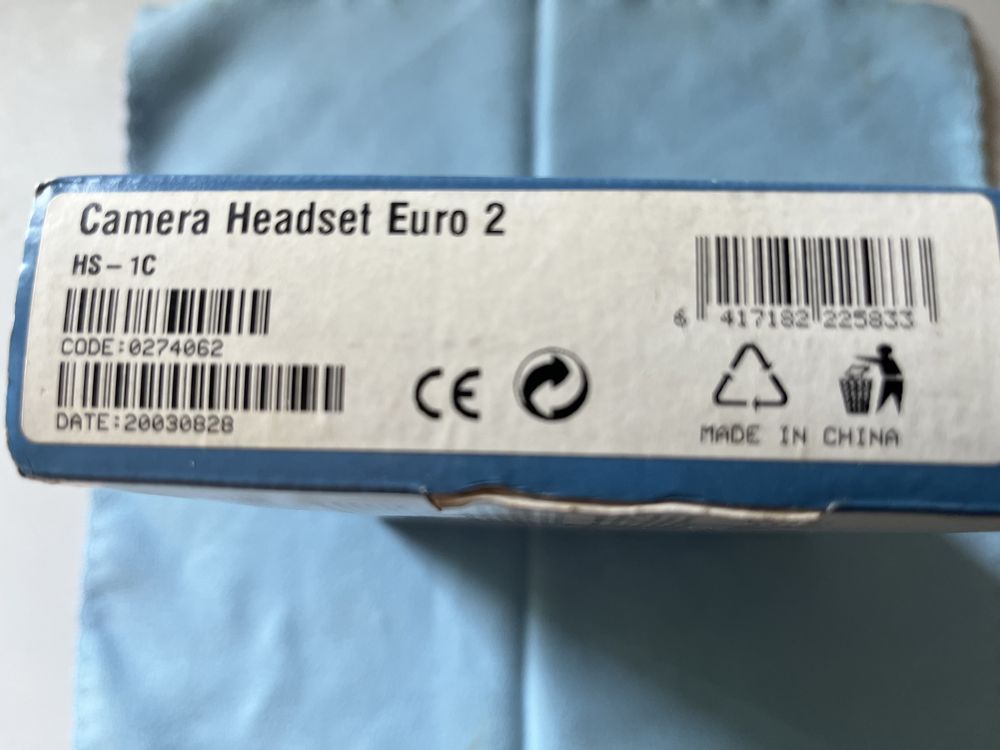 Camera Headset Euro 2
HS – 1C
CODE:0274062
DATE:20030828
CE
6 417182 225833
MADE IN CHINA